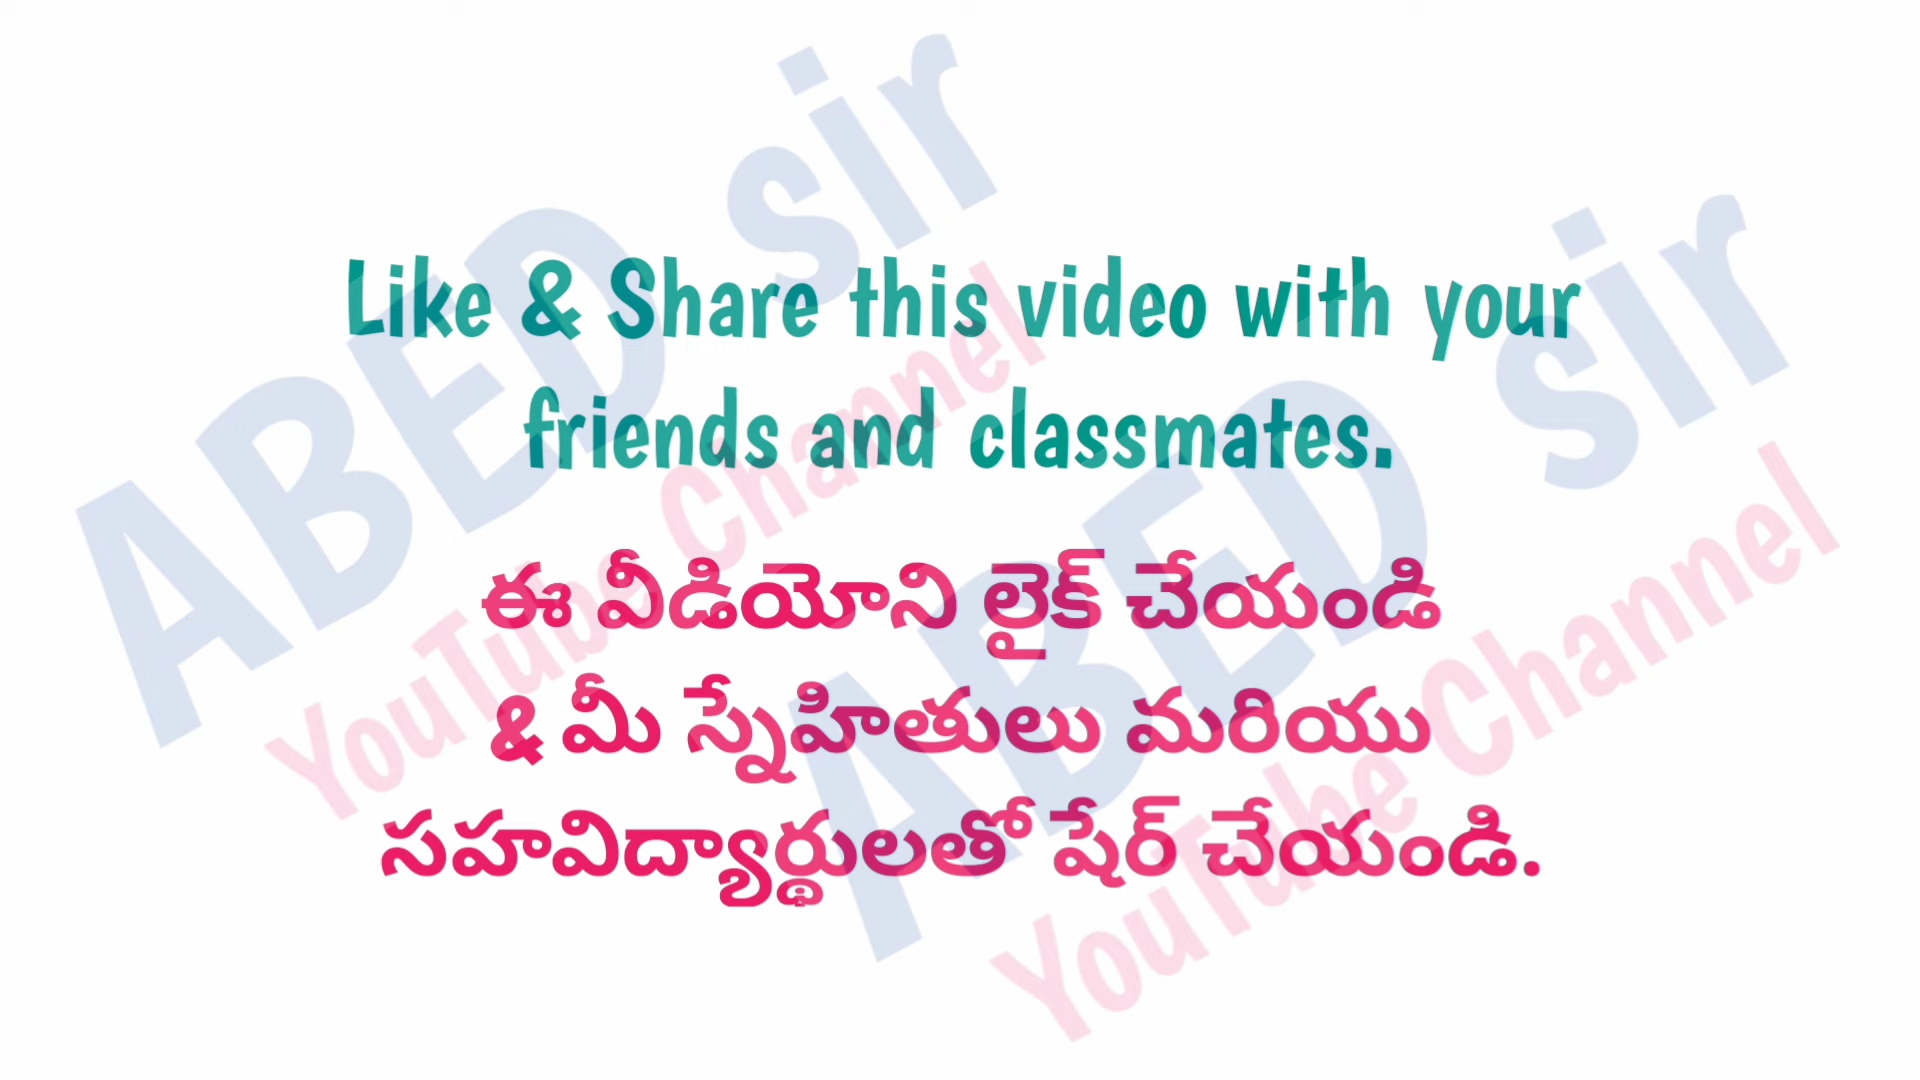 Like & Share this video with your
friends and classmates.
ఈ వీడియోని లైక్ చేయండి
& మీ స్నేహితులు మరియు
సహవిద్యార్థులతో షేర్ చేయండి.
ABED sir
YouTube Channel
ABED sir
YouTube Channel